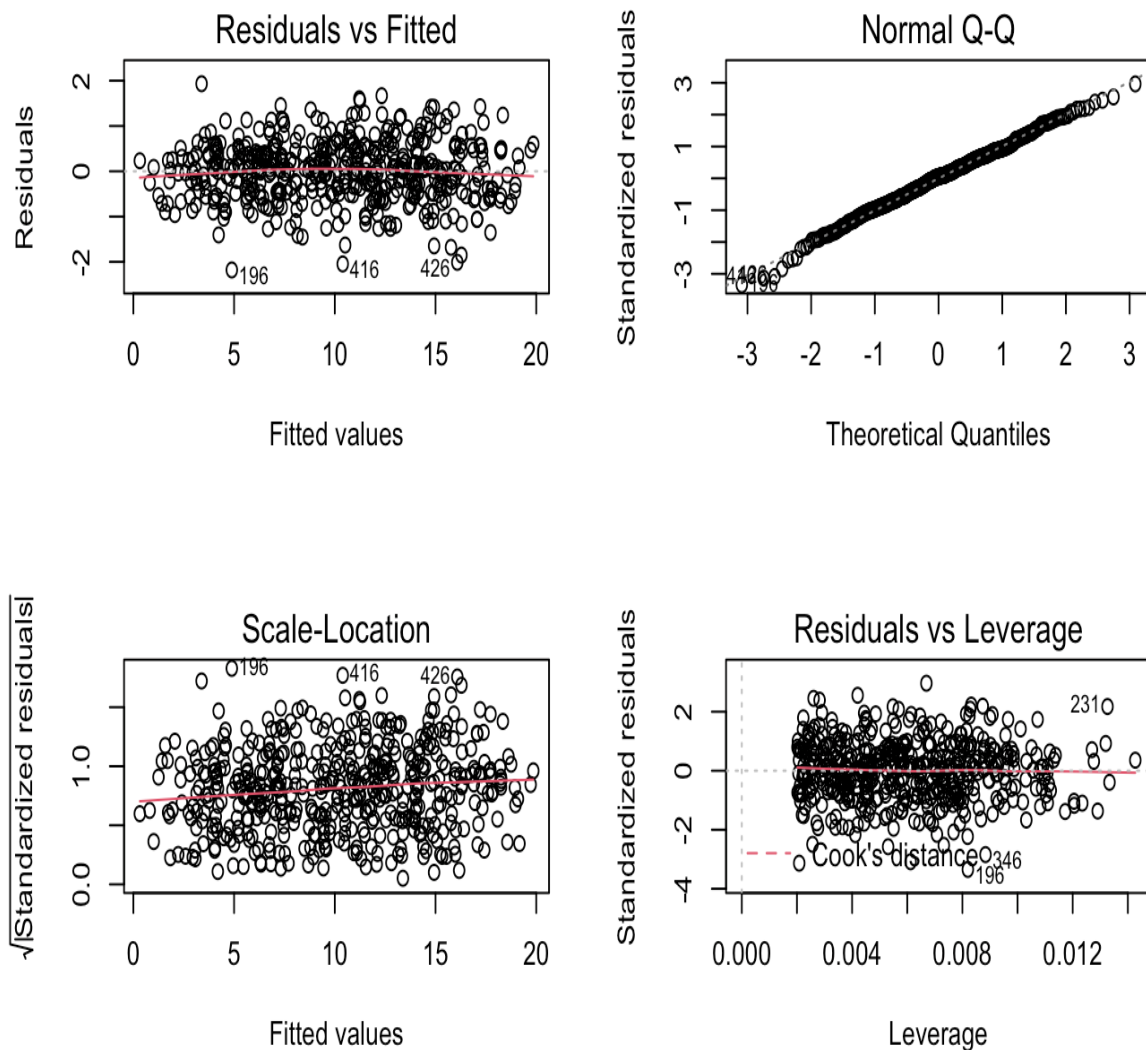 Residuals vs Fitted
Residuals
2
0
-2
196
416
426
0 5 10 15 20
Fitted values
Normal Q-Q
Standardized residuals
3
1
-1
-3
196
-3 -2 -1 0 1 2 3
Theoretical Quantiles
Scale-Location
√|Standardized residuals|
1.0
0.0
196
416
426
0 5 10 15 20
Fitted values
Residuals vs Leverage
Standardized residuals
2
0
-2
-4
231
Cook's distance
346
196
0.000 0.004 0.008 0.012
Leverage